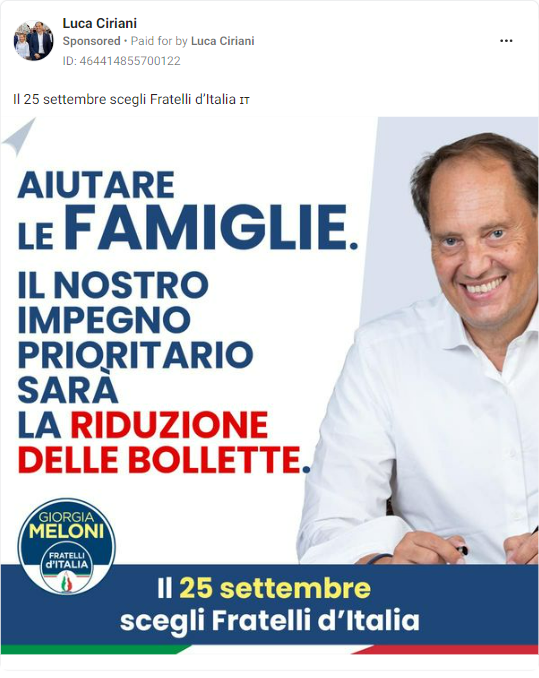 Luca Ciriani
Sponsored • Paid for by Luca Ciriani
ID: 464414855700122
Il 25 settembre scegli Fratelli d’Italia ɪᴛ
AIUTARE
LE FAMIGLIE.
IL NOSTRO
IMPEGNO
PRIORITARIO
SARÀ
LA RIDUZIONE
DELLE BOLLETTE.
GIORGIA
MELONI
FRATELLI
d'ITALIA
Il 25 settembre
scegli Fratelli d’Italia